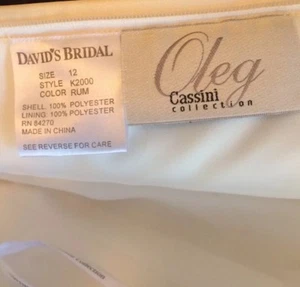 DAVID'S BRIDAL
SIZE 12
STYLE K2000
COLOR RUM
SHELL: 100% POLYESTER
LINING: 100% POLYESTER
RN 84270
MADE IN CHINA
SEE REVERSE FOR CARE
Oleg
Cassini
collection